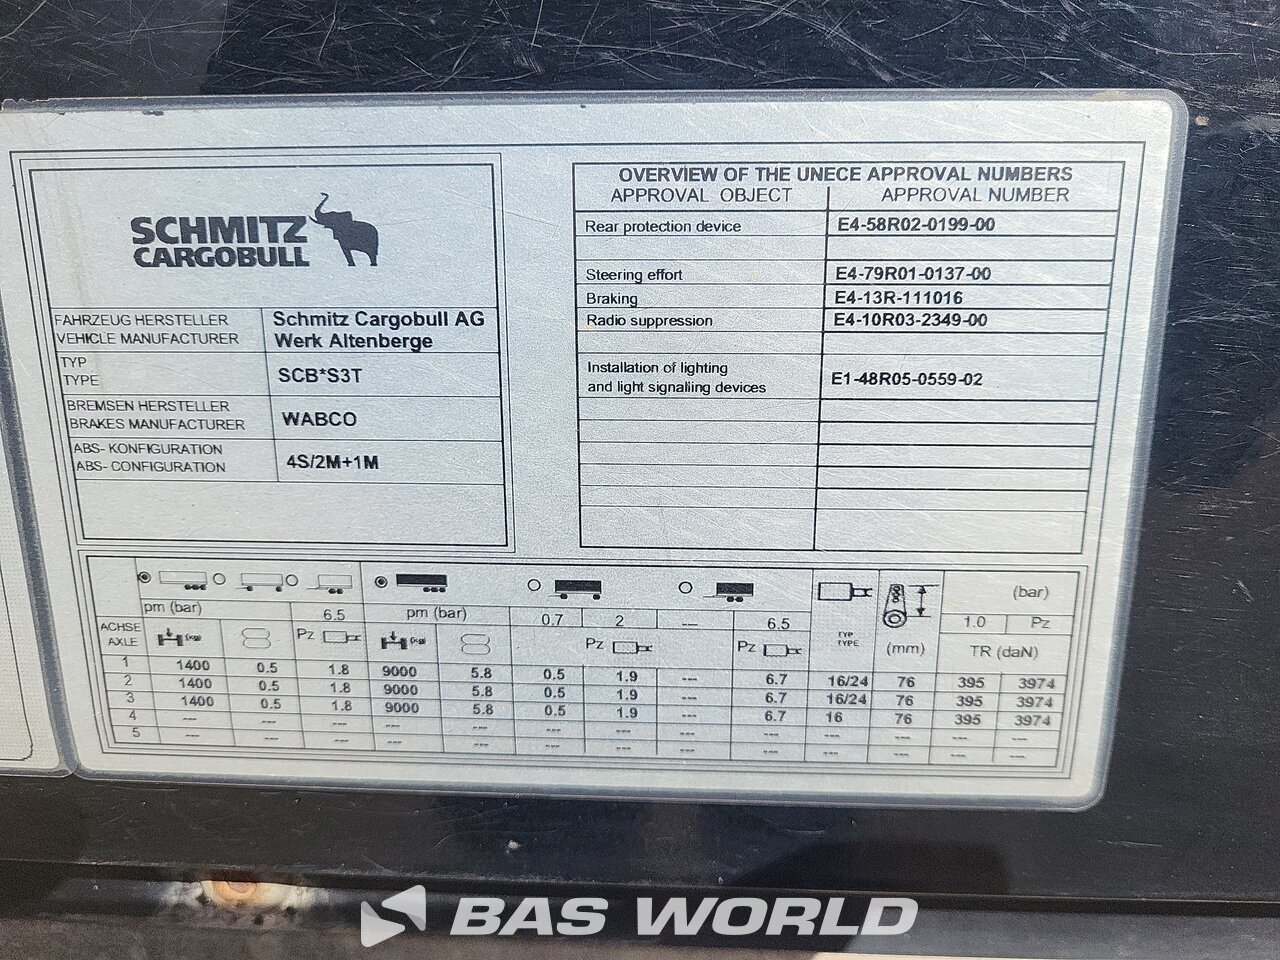 SCHMITZ
CARGOBULL
FAHRZEUG HERSTELLER
VEHICLE MANUFACTURER
Schmitz Cargobull AG
Werk Altenberge
TYP
TYPE
SCB*S3T
BREMSEN HERSTELLER
BRAKES MANUFACTURER
WABCO
ABS- KONFIGURATION
ABS- CONFIGURATION
4S/2M+1M
OVERVIEW OF THE UNECE APPROVAL NUMBERS
APPROVAL OBJECT APPROVAL NUMBER
Rear protection device E4-58R02-0199-00
Steering effort E4-79R01-0137-00
Braking E4-13R-111016
Radio suppression E4-10R03-2349-00
Installation of lighting
and light signalling devices
E1-48R05-0559-02
pm (bar) 6.5 pm (bar) 0.7 2 --- 6.5 (bar)
1.0 Pz
ACHSE
AXLE
(kg) Pz (kg) Pz Pz
TYP
TYPE
(mm) TR (daN)
1 1400 0.5 1.8 9000 5.8 0.5 1.9 --- 6.7 16/24 76 395 3974
2 1400 0.5 1.8 9000 5.8 0.5 1.9 --- 6.7 16/24 76 395 3974
3 1400 0.5 1.8 9000 5.8 0.5 1.9 --- 6.7 16 76 395 3974
4 --- --- --- --- --- --- --- --- --- --- --- --- ---
5 --- --- --- --- --- --- --- --- --- --- --- --- ---
BAS WORLD